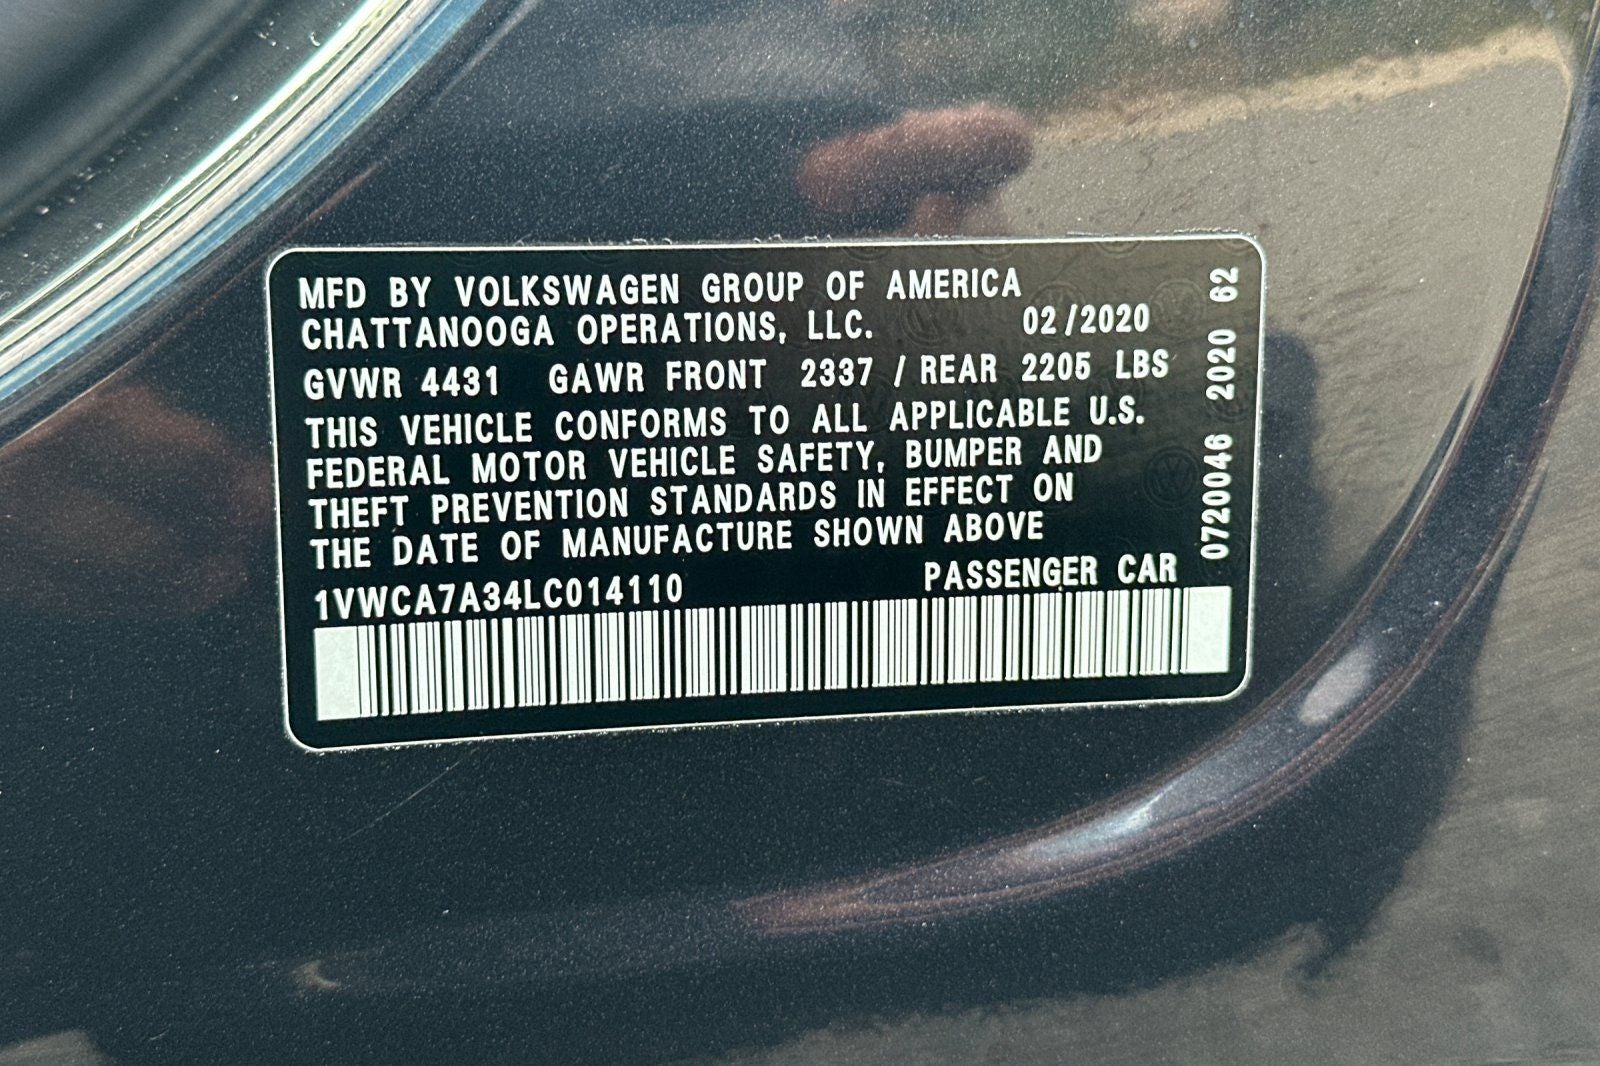 MFD BY VOLKSWAGEN GROUP OF AMERICA
CHATTANOOGA OPERATIONS, LLC. 02/2020
GVWR 4431 GAWR FRONT 2337 / REAR 2205 LBS
THIS VEHICLE CONFORMS TO ALL APPLICABLE U.S.
FEDERAL MOTOR VEHICLE SAFETY, BUMPER AND
THEFT PREVENTION STANDARDS IN EFFECT ON
THE DATE OF MANUFACTURE SHOWN ABOVE
1VWCA7A34LC014110 PASSENGER CAR
07200046 2020 62